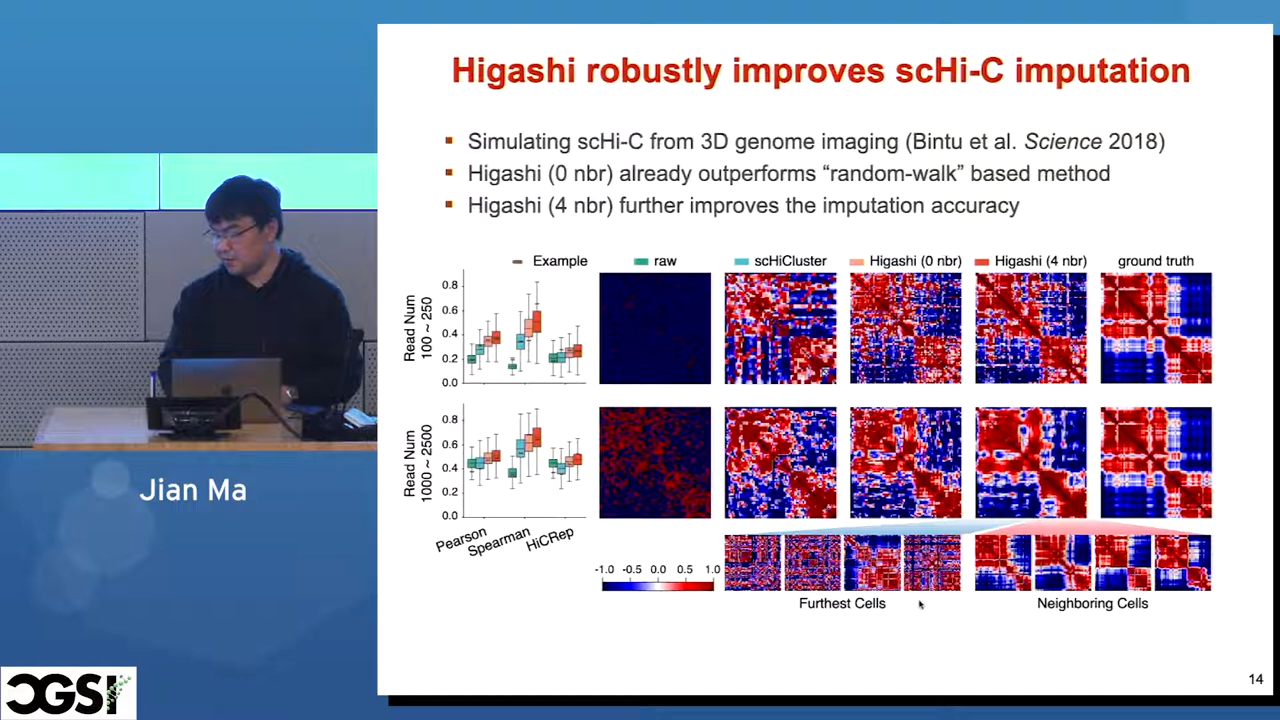 Higashi robustly improves scHi-C imputation
Simulating scHi-C from 3D genome imaging (Bintu et al. Science 2018)
Higashi (0 nbr) already outperforms “random-walk” based method
Higashi (4 nbr) further improves the imputation accuracy
Example
raw
scHiCluster
Higashi (0 nbr)
Higashi (4 nbr)
ground truth
Read Num
100 ~ 250
0.8
0.6
0.4
0.2
0.0
Read Num
1000 ~ 2500
0.8
0.6
0.4
0.2
0.0
Pearson
Spearman
HiCRep
-1.0 -0.5 0.0 0.5 1.0
Furthest Cells
Neighboring Cells
14
Jian Ma
CGSI